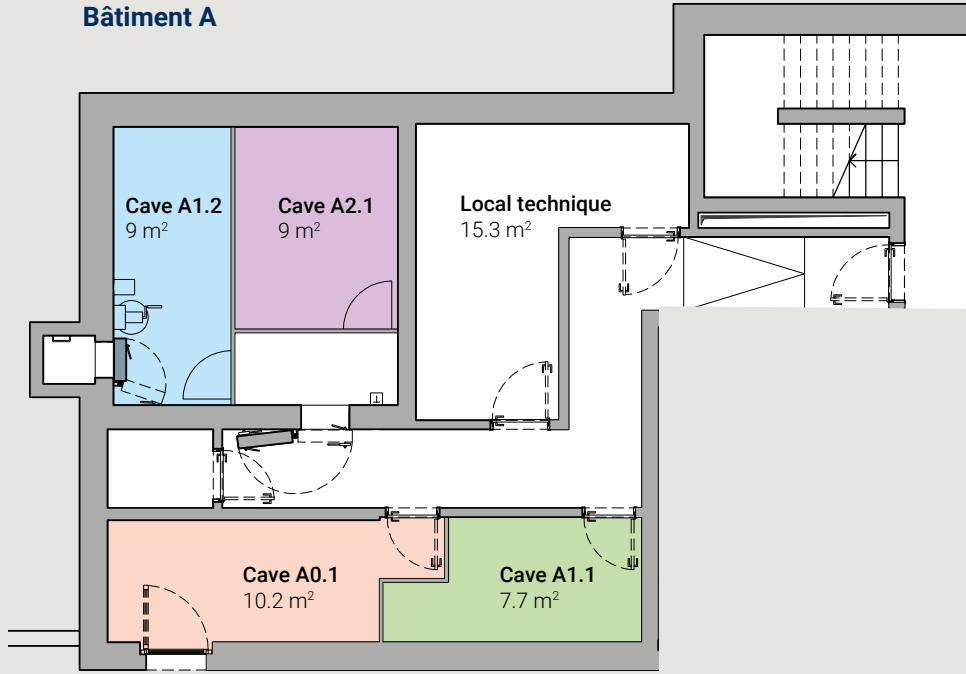 Bâtiment A
Cave A1.2
9 m²
Cave A2.1
9 m²
Local technique
15.3 m²
Cave A0.1
10.2 m²
Cave A1.1
7.7 m²